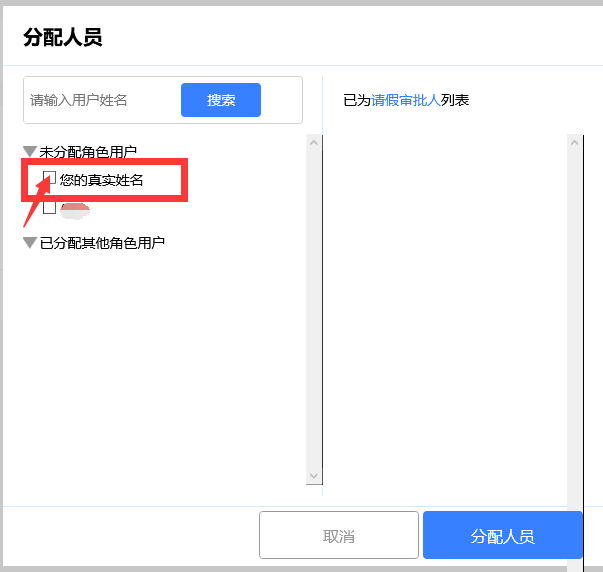 分配人员
请输入用户姓名
搜索
已为请假审批人列表
未分配角色用户
您的真实姓名
已分配其他角色用户
取消
分配人员